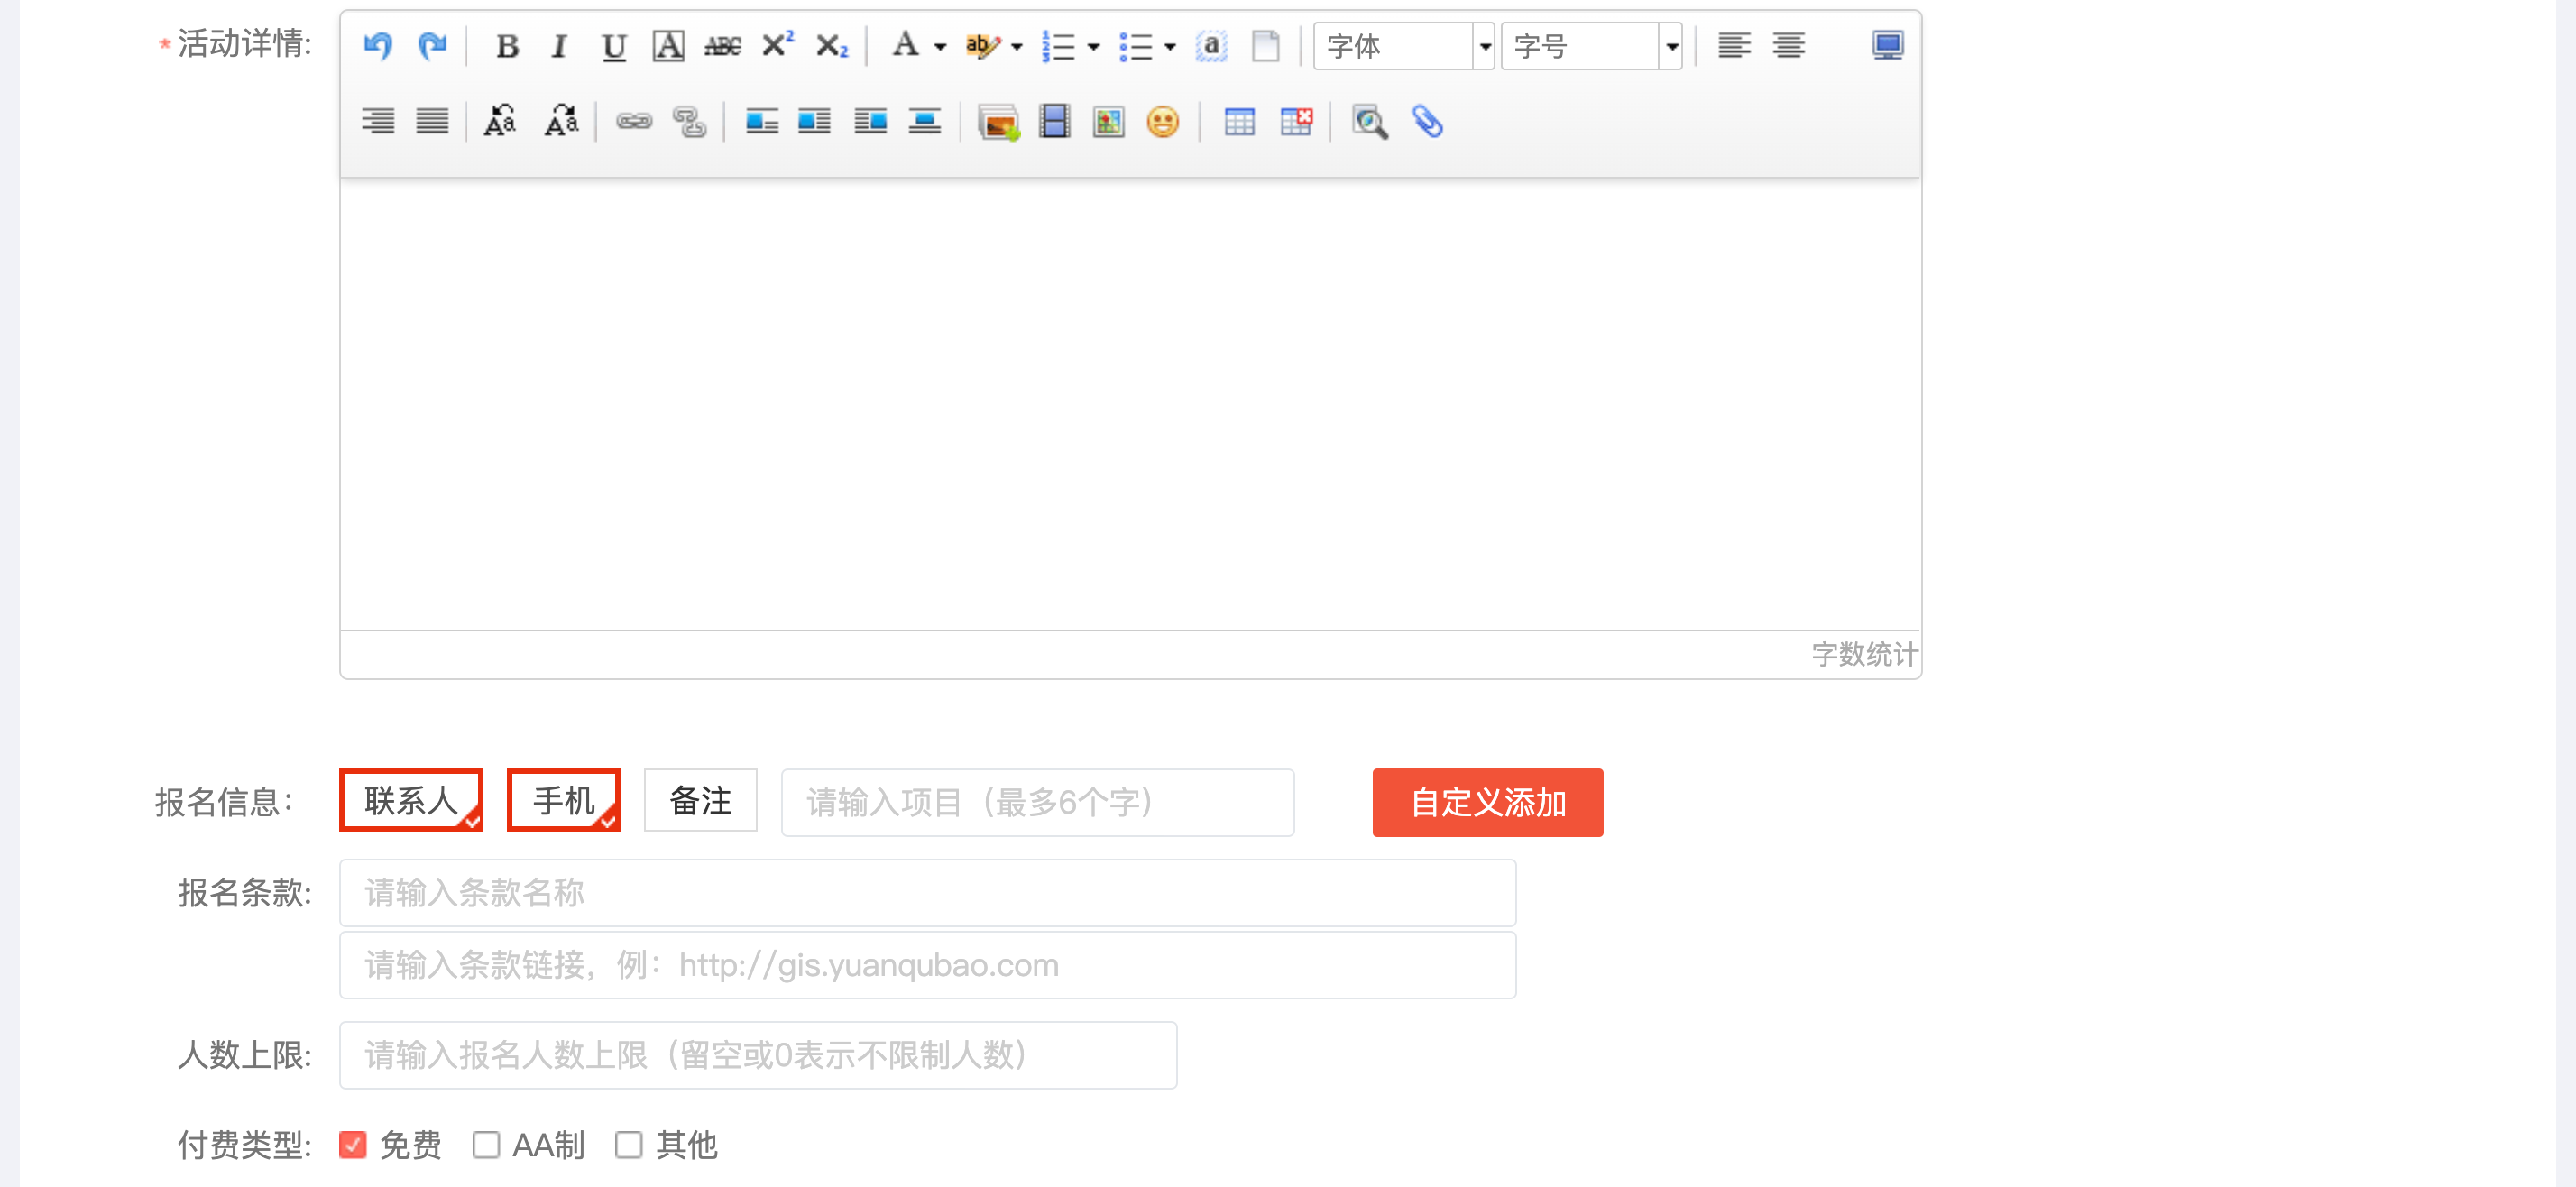 *活动详情:
B I U A ABC X² X₂ A ab a 字体 字号
Aa Aa
字数统计
报名信息： 联系人 手机 备注 请输入项目（最多6个字） 自定义添加
报名条款: 请输入条款名称
请输入条款链接，例：http://gis.yuanqubao.com
人数上限: 请输入报名人数上限（留空或0表示不限制人数）
付费类型: 免费 AA制 其他